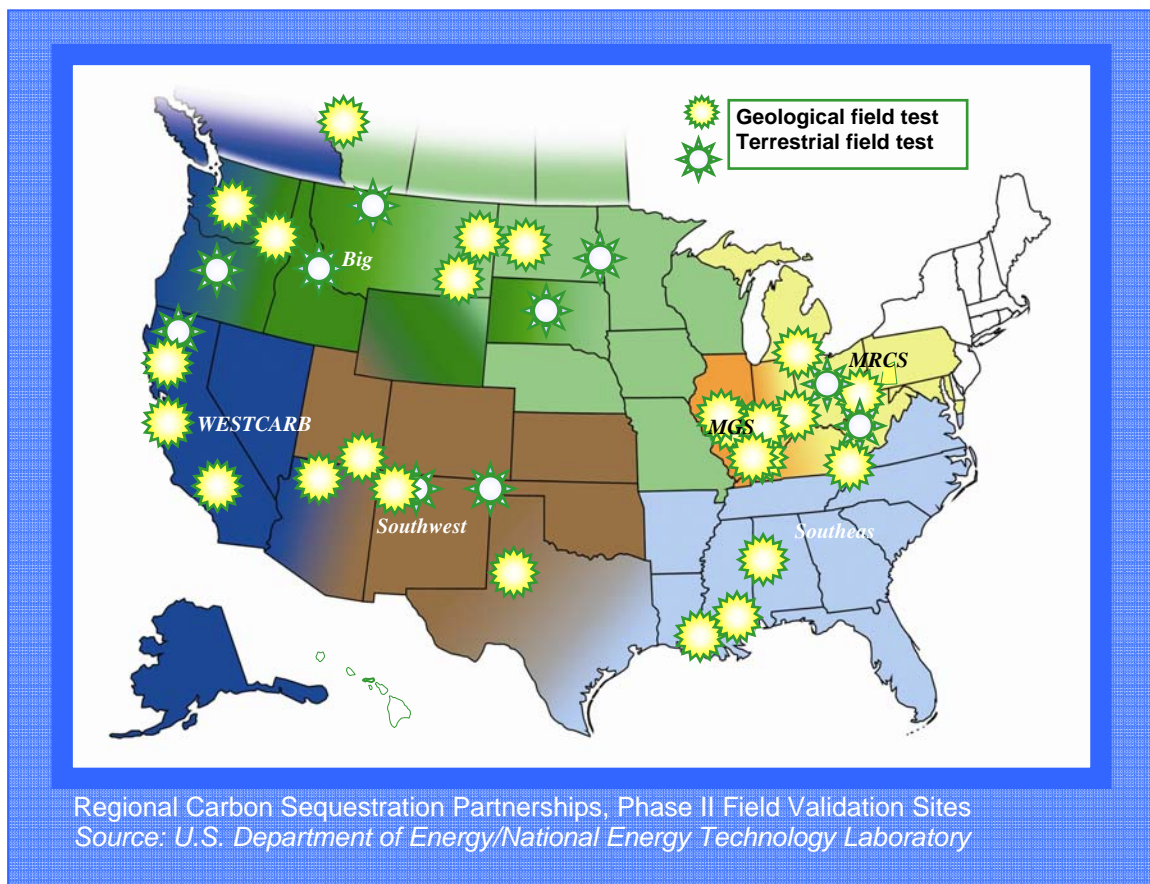 Geological field test
Terrestrial field test
Big
MRCS
WESTCARB
MGS
Southwest
Southeas
Regional Carbon Sequestration Partnerships, Phase II Field Validation Sites
Source: U.S. Department of Energy/National Energy Technology Laboratory